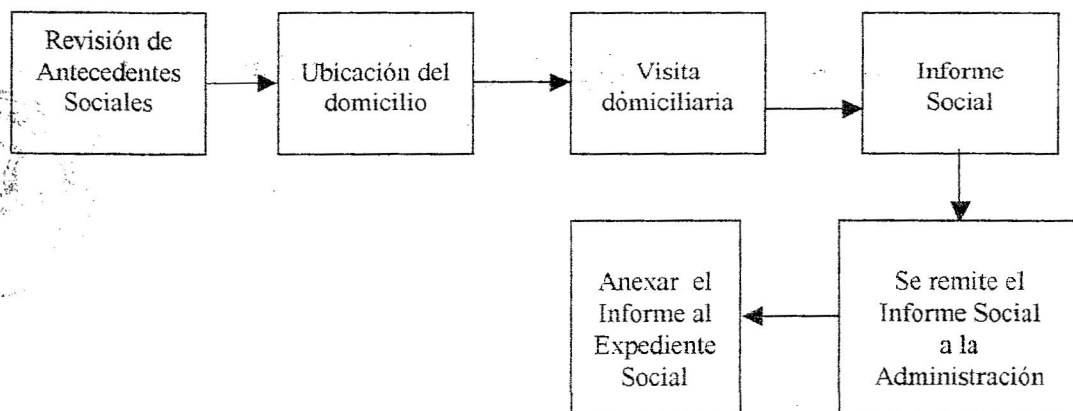 Revisión de
Antecedentes
Sociales
Ubicación del
domicilio
Visita
domiciliaria
Informe
Social
Se remite el
Informe Social
a la
Administración
Anexar el
Informe al
Expediente
Social